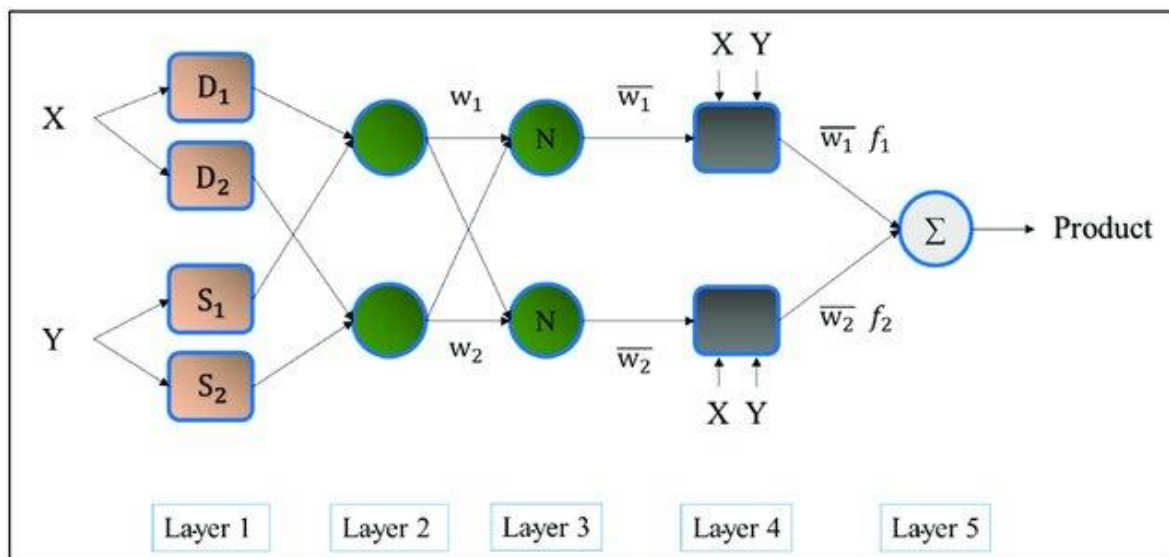 X Y
D₁
X
w₁
w̅₁
N
D₂
w̅₁ f₁
Σ
Product
S₁
w̅₂ f₂
N
Y
w₂
w̅₂
S₂
X Y
Layer 1
Layer 2
Layer 3
Layer 4
Layer 5